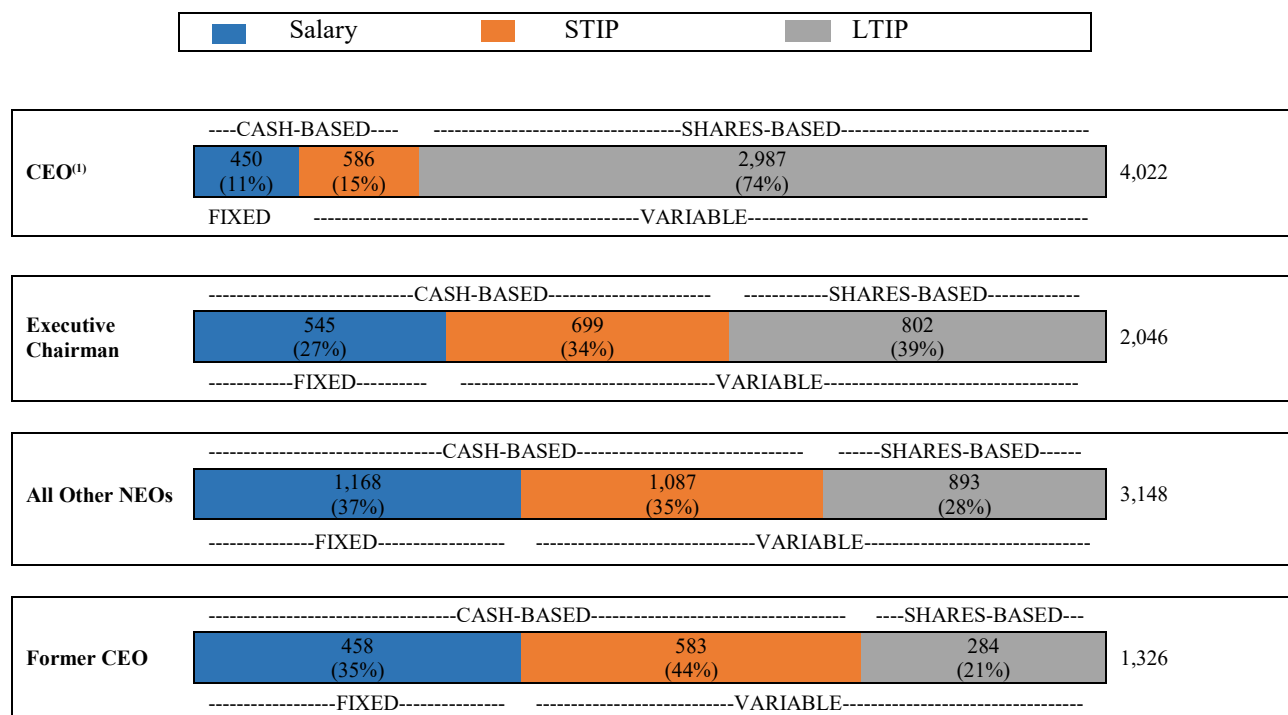 Salary STIP LTIP
----CASH-BASED---- -----------------------------------SHARES-BASED-----------------------------------
CEO(1)
450 586 2,987
(11%) (15%) (74%)
4,022
FIXED ----------------------------------------------VARIABLE------------------------------------------------
-----------------------------CASH-BASED----------------------- ------------SHARES-BASED-------------
Executive
Chairman
545 699 802
(27%) (34%) (39%)
2,046
------------FIXED---------- ------------------------------------VARIABLE------------------------------------
---------------------------------CASH-BASED-------------------------------- ------SHARES-BASED------
All Other NEOs
1,168 1,087 893
(37%) (35%) (28%)
3,148
---------------FIXED------------------ -------------------------------VARIABLE--------------------------------
-----------------------------------CASH-BASED------------------------------------ ----SHARES-BASED---
Former CEO
458 583 284
(35%) (44%) (21%)
1,326
------------------FIXED--------------- ----------------------------VARIABLE-----------------------------------